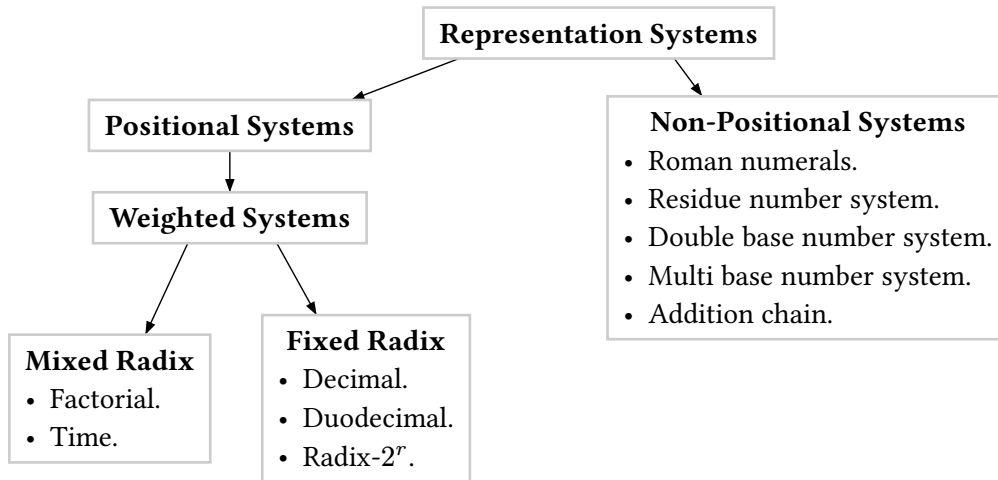 Representation Systems
Positional Systems
Weighted Systems
Mixed Radix
• Factorial.
• Time.
Fixed Radix
• Decimal.
• Duodecimal.
• Radix-2^r.
Non-Positional Systems
• Roman numerals.
• Residue number system.
• Double base number system.
• Multi base number system.
• Addition chain.